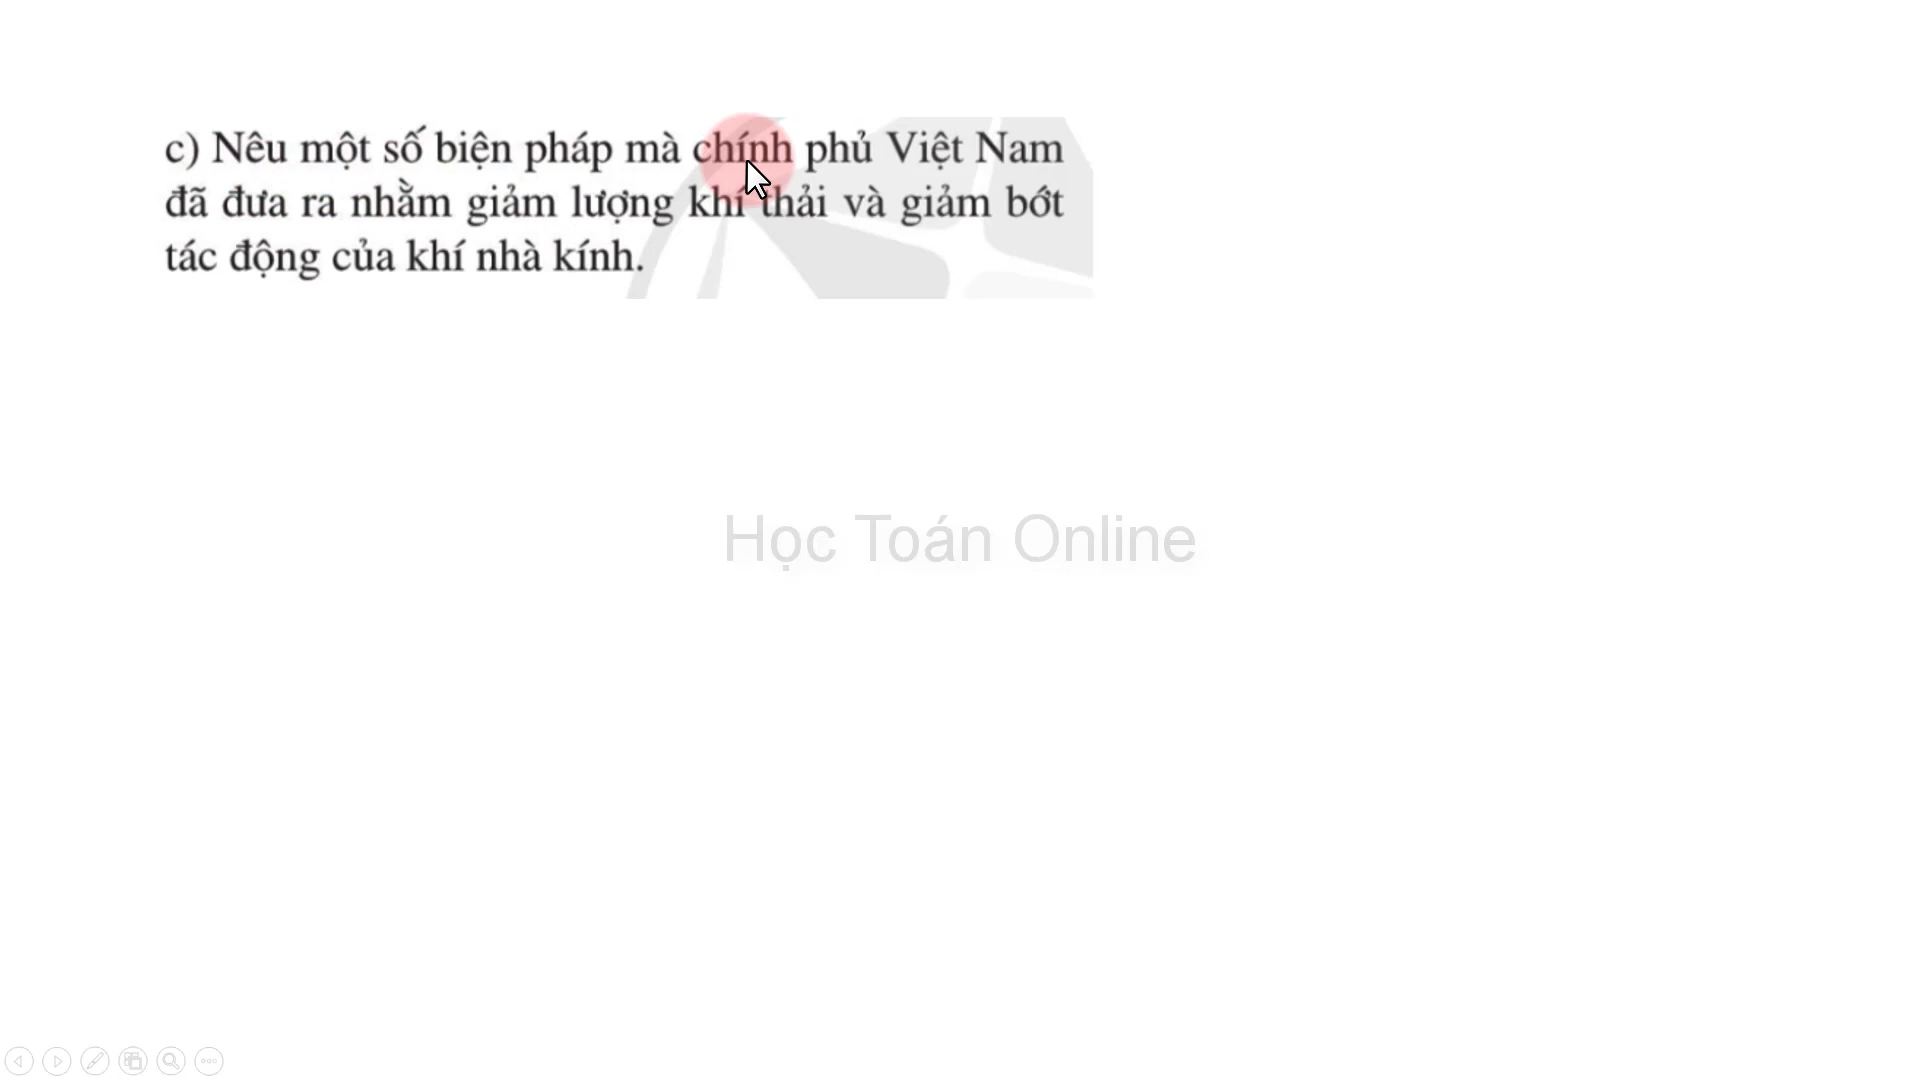 c) Nêu một số biện pháp mà chính phủ Việt Nam
đã đưa ra nhằm giảm lượng khí thải và giảm bớt
tác động của khí nhà kính.
Học Toán Online